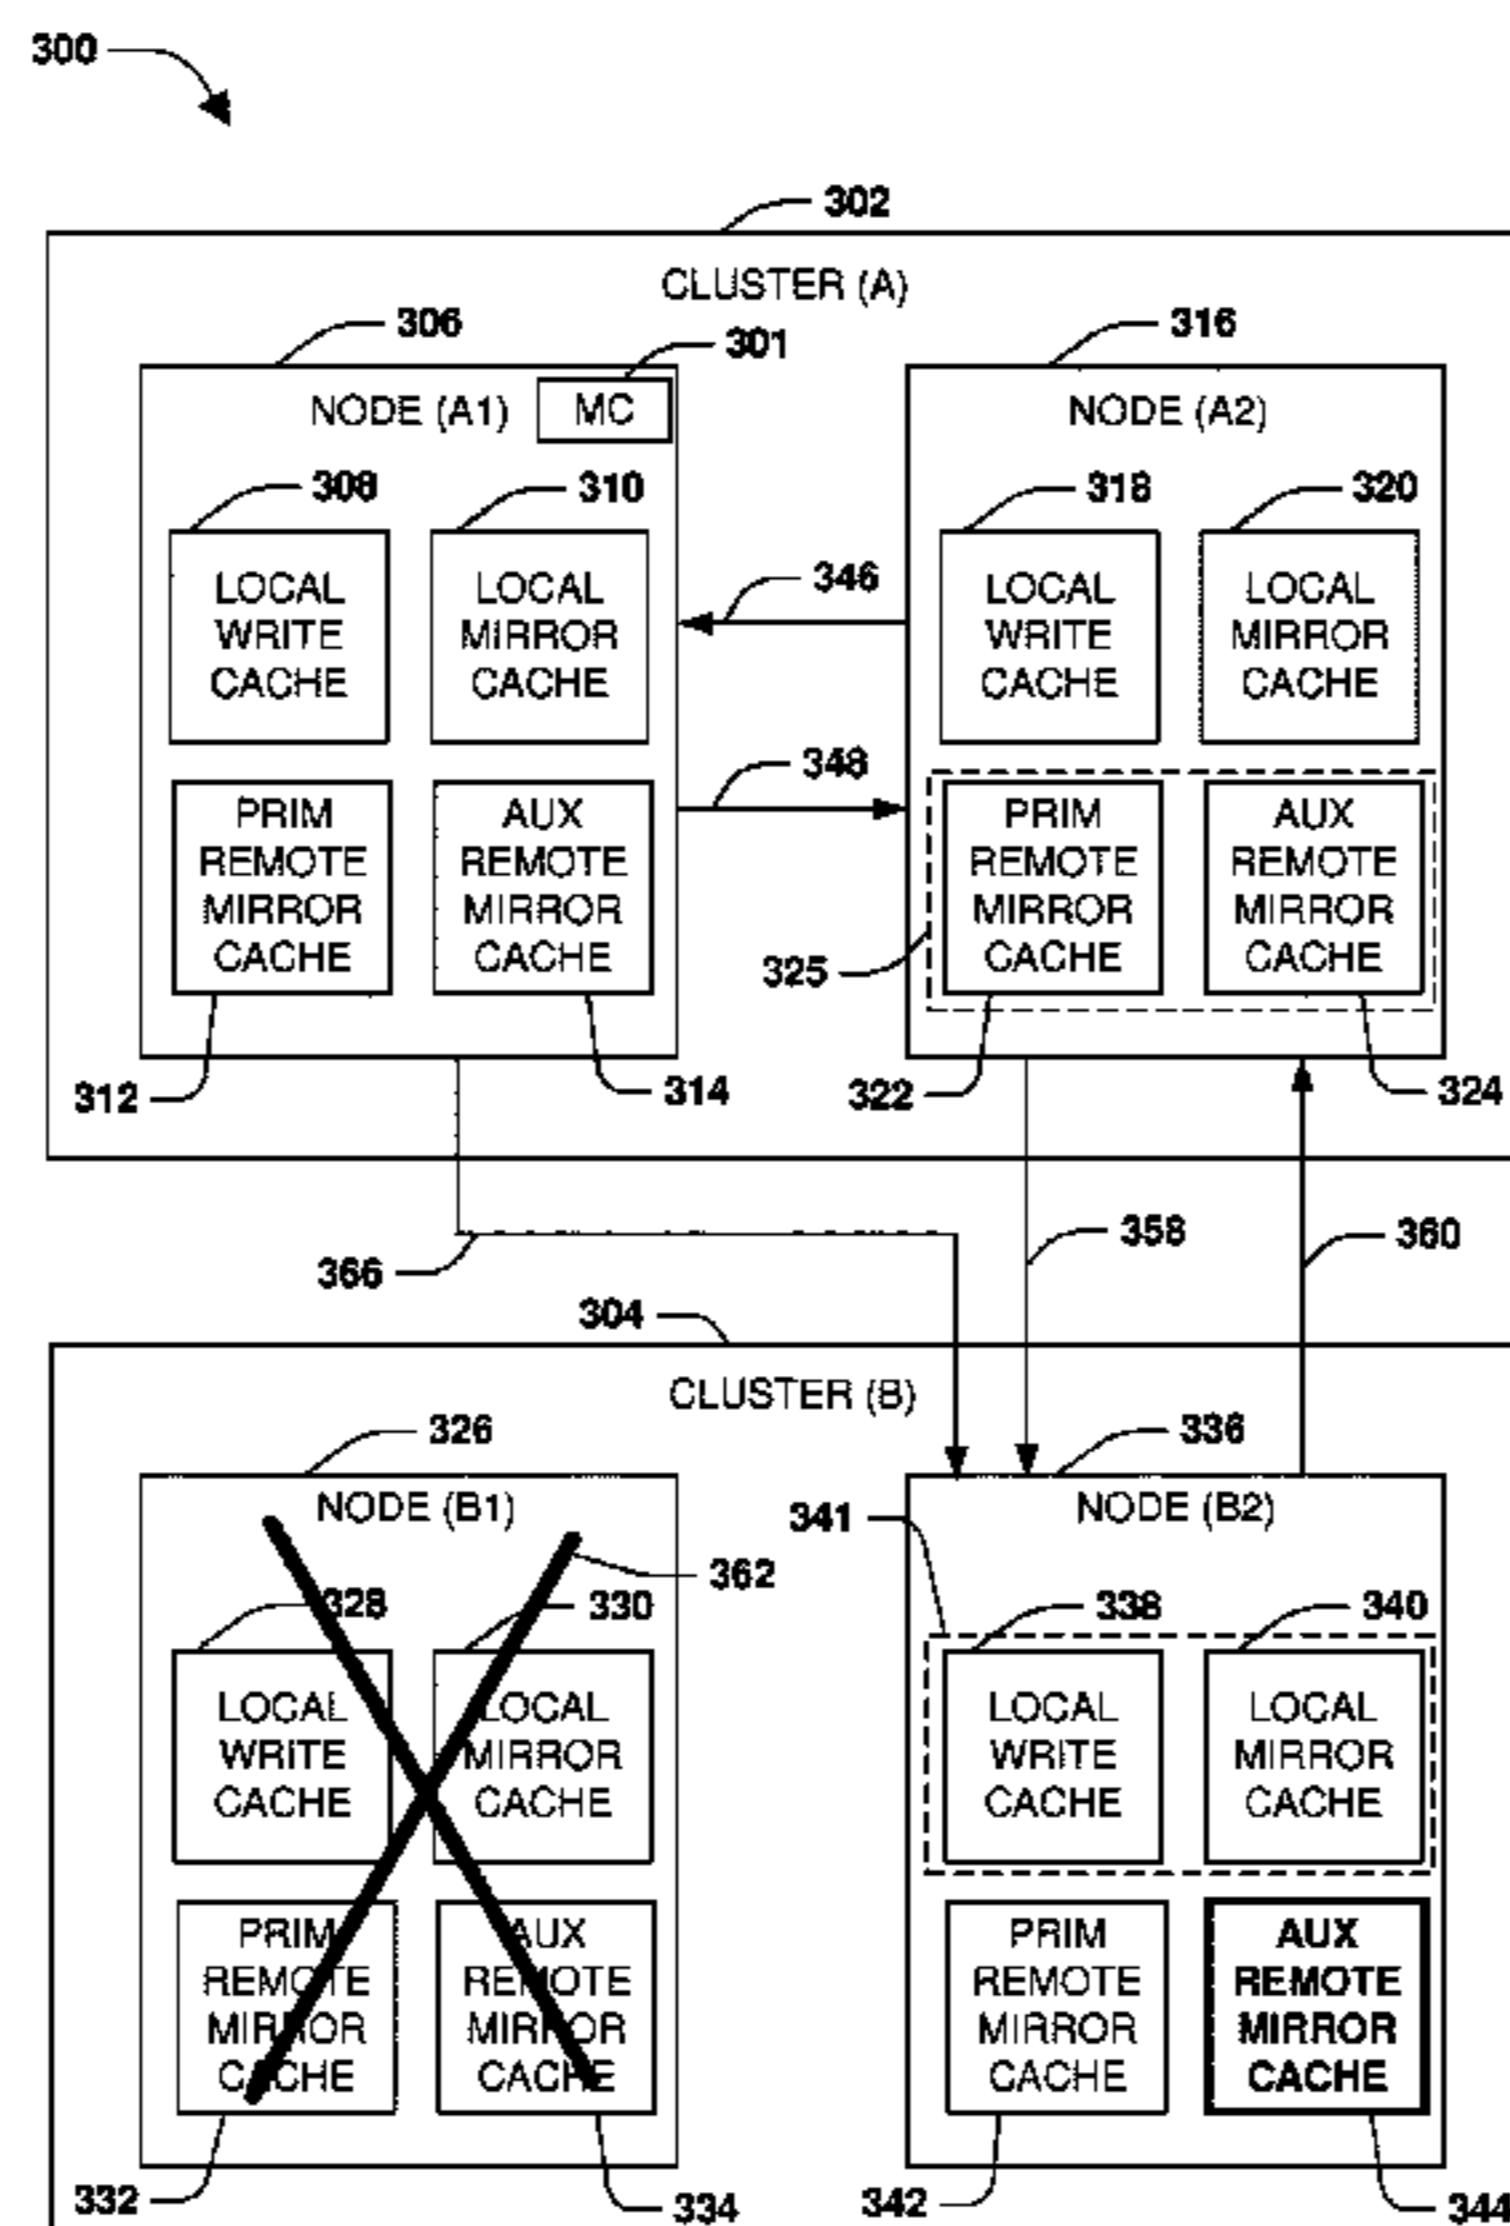 300
302
CLUSTER (A)
306
316
301
NODE (A1)
MC
NODE (A2)
308
310
318
320
LOCAL
WRITE
CACHE
LOCAL
MIRROR
CACHE
346
LOCAL
WRITE
CACHE
LOCAL
MIRROR
CACHE
348
PRIM
REMOTE
MIRROR
CACHE
AUX
REMOTE
MIRROR
CACHE
325
PRIM
REMOTE
MIRROR
CACHE
AUX
REMOTE
MIRROR
CACHE
312
314
322
324
366
358
360
304
CLUSTER (B)
326
336
NODE (B1)
341
NODE (B2)
362
328
330
338
340
LOCAL
WRITE
CACHE
LOCAL
MIRROR
CACHE
LOCAL
WRITE
CACHE
LOCAL
MIRROR
CACHE
PRIM
REMOTE
MIRROR
CACHE
AUX
REMOTE
MIRROR
CACHE
PRIM
REMOTE
MIRROR
CACHE
AUX
REMOTE
MIRROR
CACHE
332
334
342
344